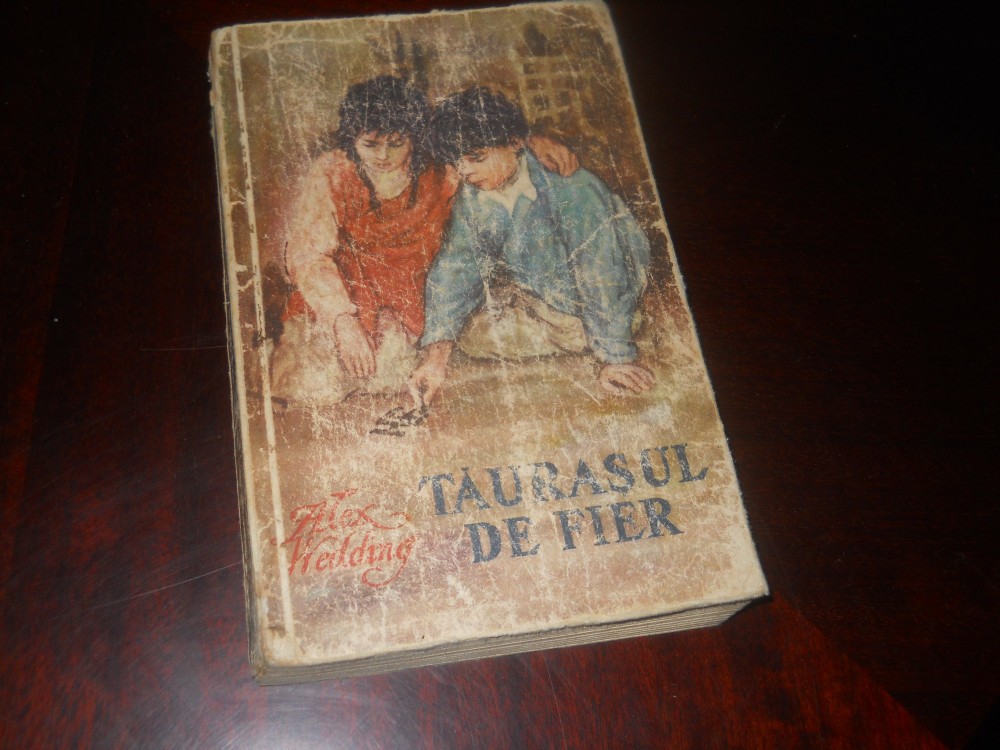 TAURASUL
DE FIER
Alex
Wedding